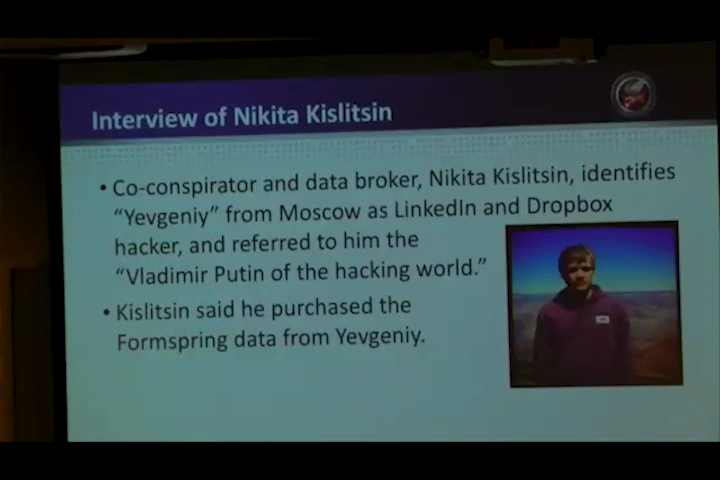 Interview of Nikita Kislitsin
• Co-conspirator and data broker, Nikita Kislitsin, identifies
“Yevgeniy” from Moscow as LinkedIn and Dropbox
hacker, and referred to him the
“Vladimir Putin of the hacking world.”
• Kislitsin said he purchased the
Formspring data from Yevgeniy.